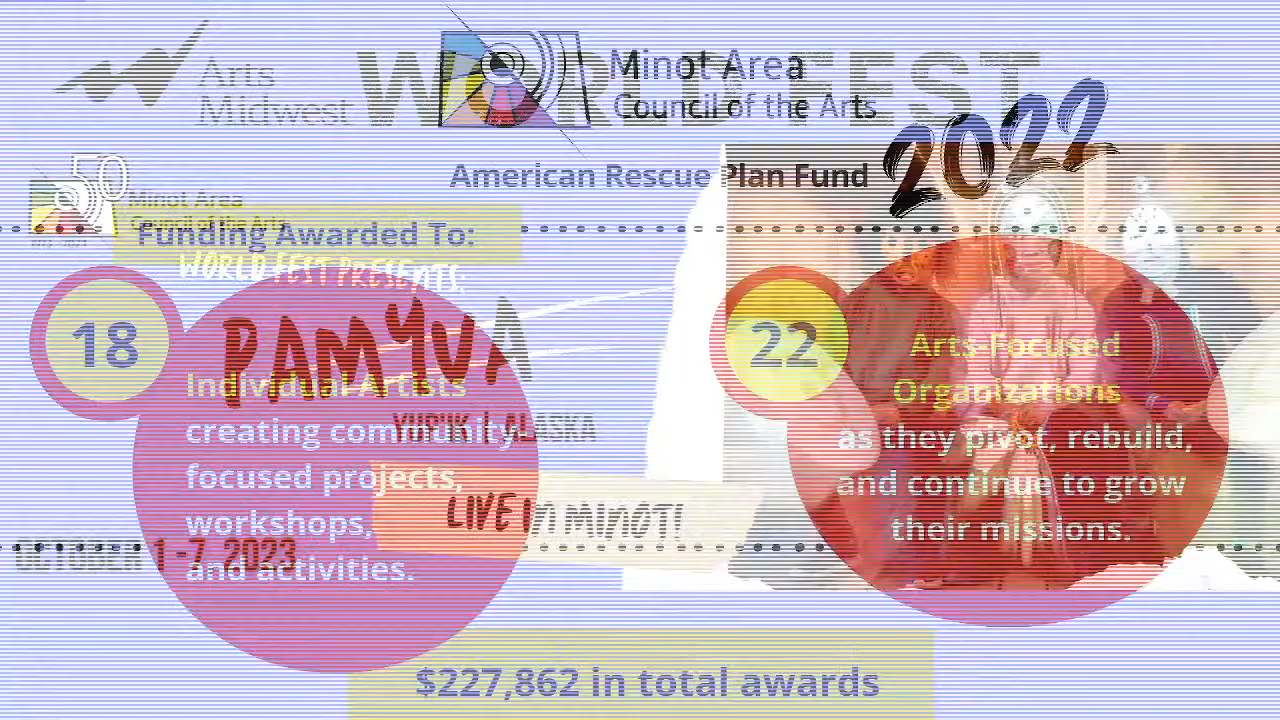 Arts
Midwest
WORLD FEST
Minot Area
Council of the Arts
2022
American Rescue Plan Fund
50
Minot Area
Council of the Arts
Funding Awarded To:
WORLD FEST PRESENTS:
18
PAMYUA
Individual Artists
creating community-
focused projects,
workshops,
and activities.
YUPUK | ALASKA
LIVE IN MINOT!
OCTOBER 1-7, 2023
22
Arts-Focused
Organizations
as they pivot, rebuild,
and continue to grow
their missions.
$227,862 in total awards